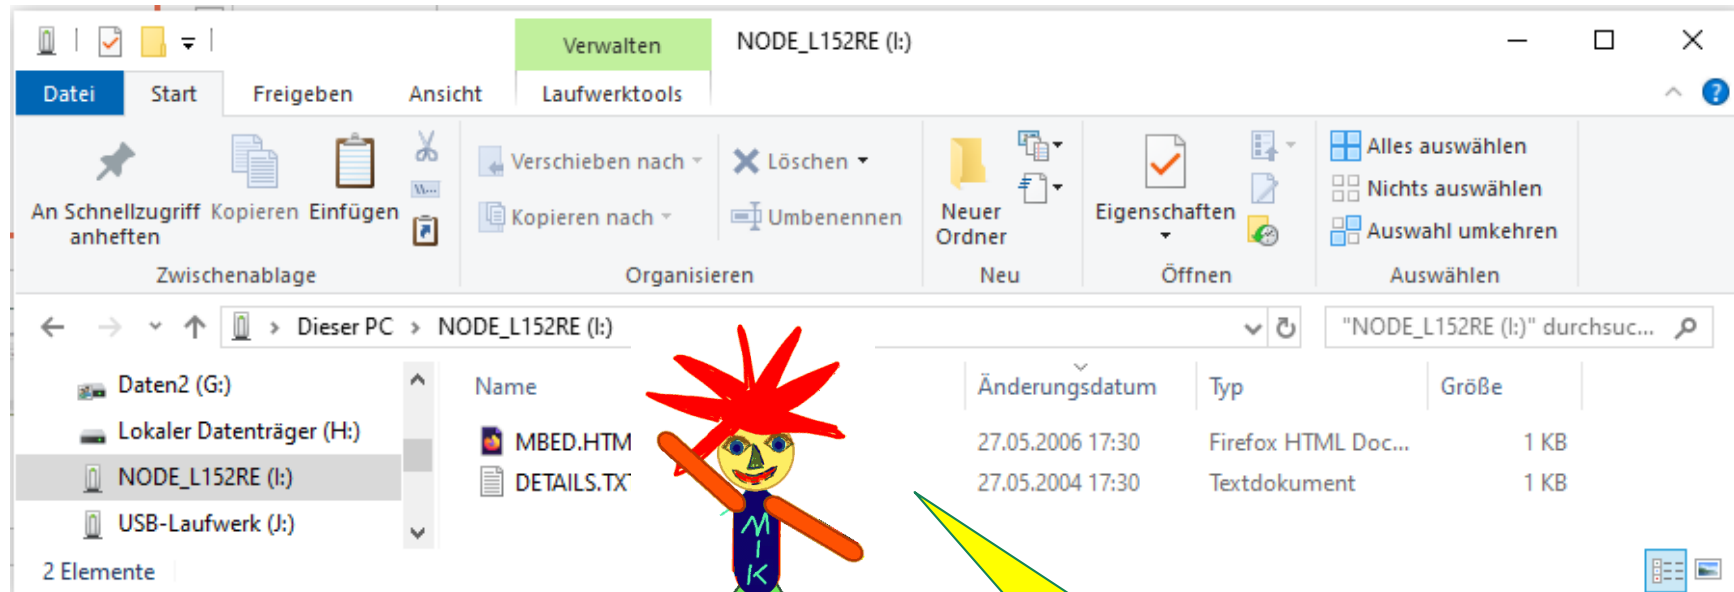 Verwalten NODE_L152RE (I:)
Datei Start Freigeben Ansicht Laufwerktools
An Schnellzugriff anheften
Kopieren
Einfügen
Zwischenablage
Verschieben nach
Kopieren nach
Löschen
Umbenennen
Organisieren
Neuer Ordner
Neu
Eigenschaften
Öffnen
Alles auswählen
Nichts auswählen
Auswahl umkehren
Auswählen
Dieser PC NODE_L152RE (I:) "NODE_L152RE (I:)" durchsuc...
Daten2 (G:)
Lokaler Datenträger (H:)
NODE_L152RE (I:)
USB-Laufwerk (J:)
Name Änderungsdatum Typ Größe
MBED.HTM 27.05.2006 17:30 Firefox HTML Doc... 1 KB
DETAILS.TXT 27.05.2004 17:30 Textdokument 1 KB
M
I
K
2 Elemente